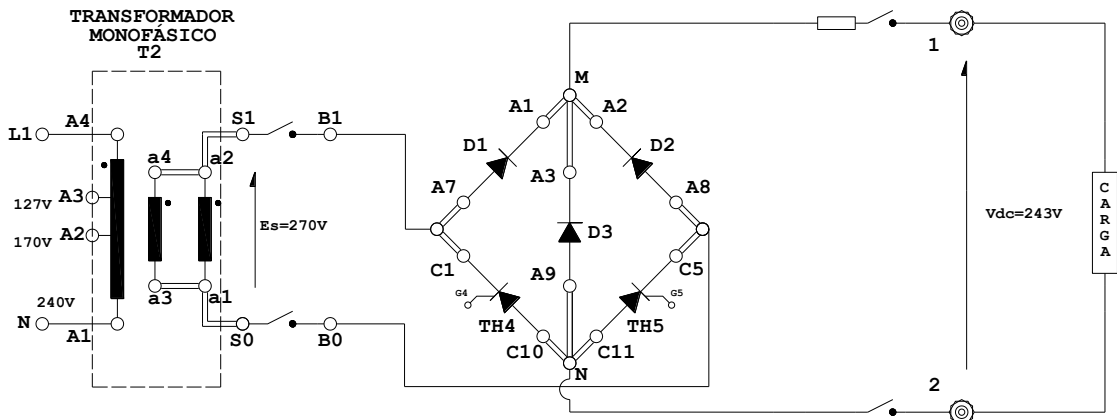 TRANSFORMADOR
MONOFÁSICO
T2
L1
A4
A3
127V
A2
170V
240V
N
A1
a4
a2
a3
a1
S1
B1
Es=270V
S0
B0
M
A1
A2
D1
D2
A7
A3
A8
D3
C1
A9
C5
G4
G5
TH4
TH5
C10
C11
N
1
Vdc=243V
2
C
A
R
G
A